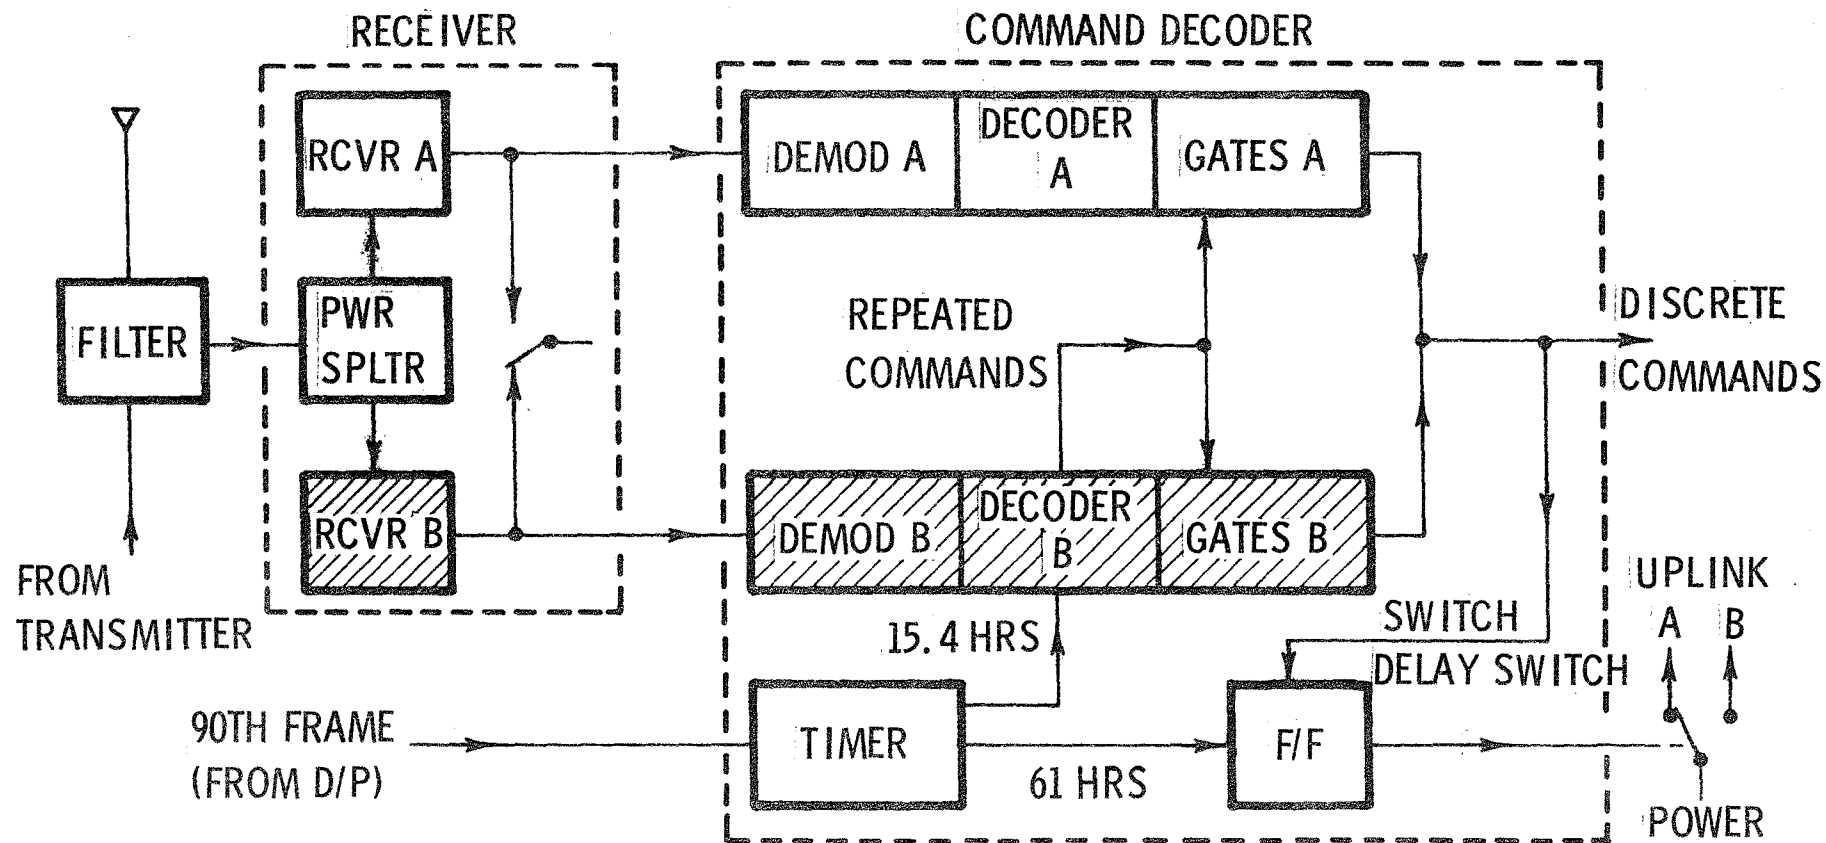 RECEIVER
COMMAND DECODER
RCVR A
DEMOD A
DECODER
A
GATES A
FILTER
PWR
SPLTR
REPEATED
COMMANDS
DISCRETE
COMMANDS
RCVR B
DEMOD B
DECODER
B
GATES B
FROM
TRANSMITTER
15.4 HRS
SWITCH
DELAY SWITCH
UPLINK
A B
90TH FRAME
(FROM D/P)
TIMER
61 HRS
F/F
POWER